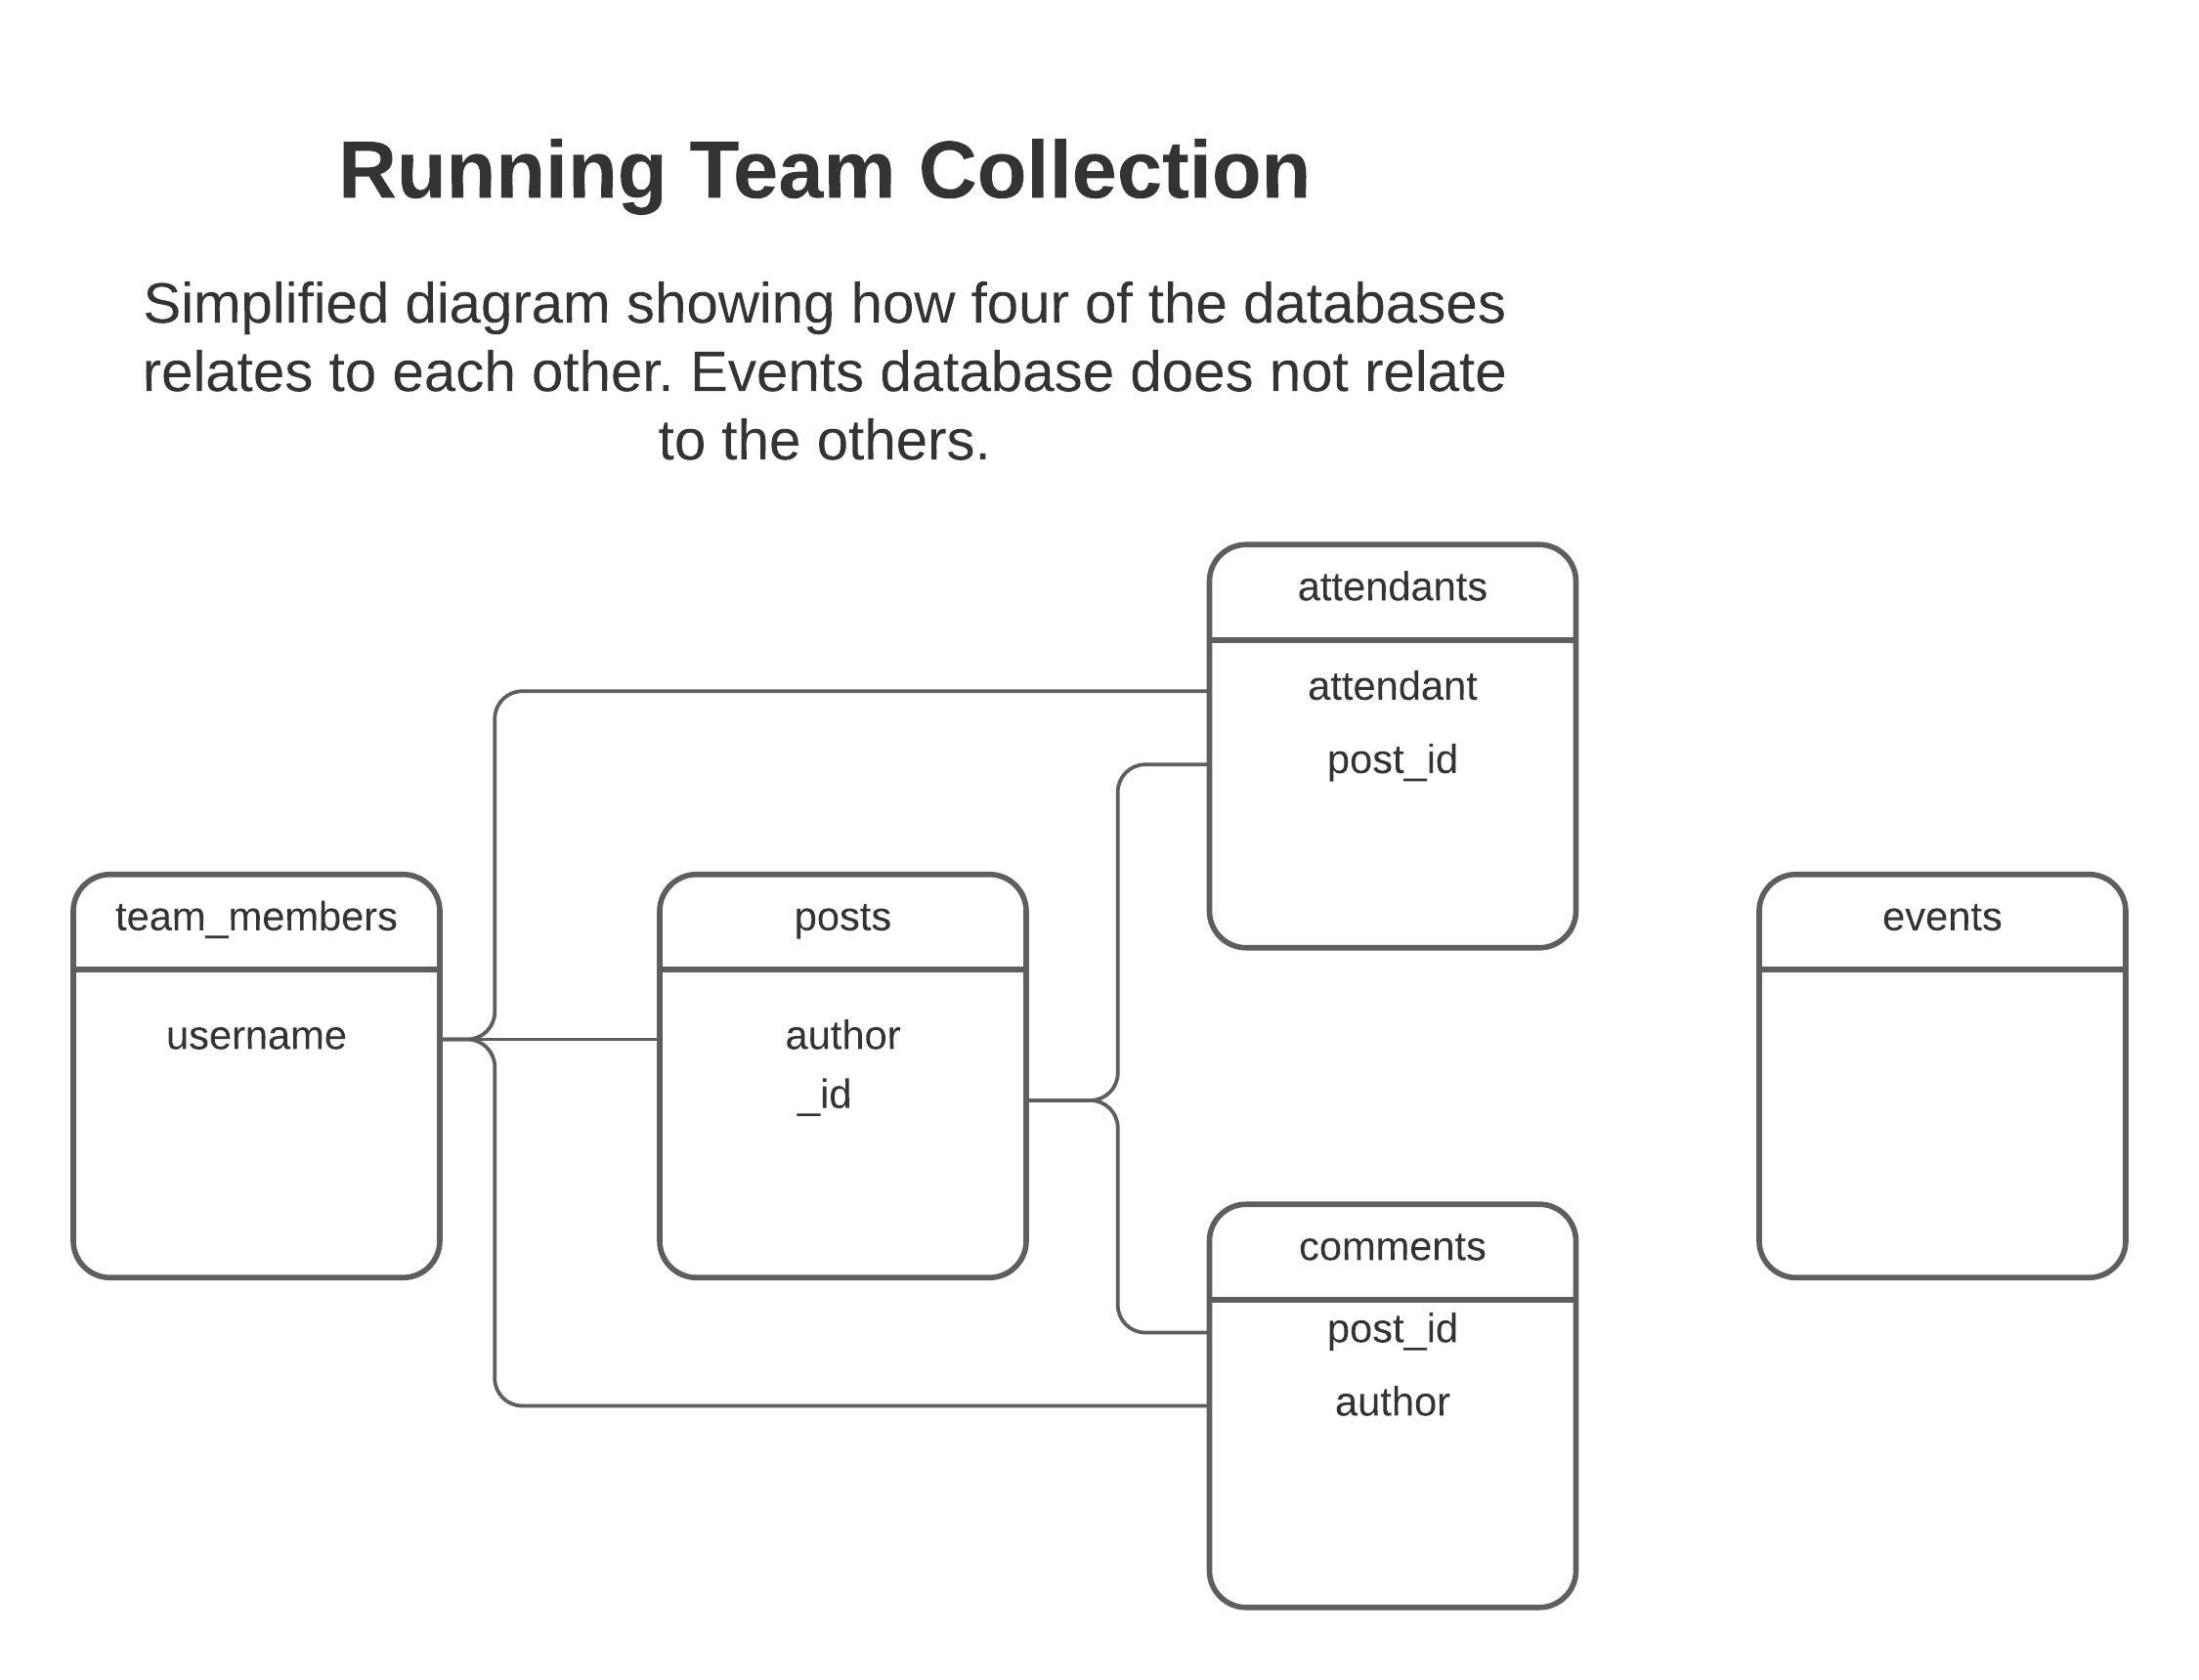 Running Team Collection
Simplified diagram showing how four of the databases
relates to each other. Events database does not relate
to the others.
attendants
attendant
post_id
team_members
username
posts
author
_id
events
comments
post_id
author